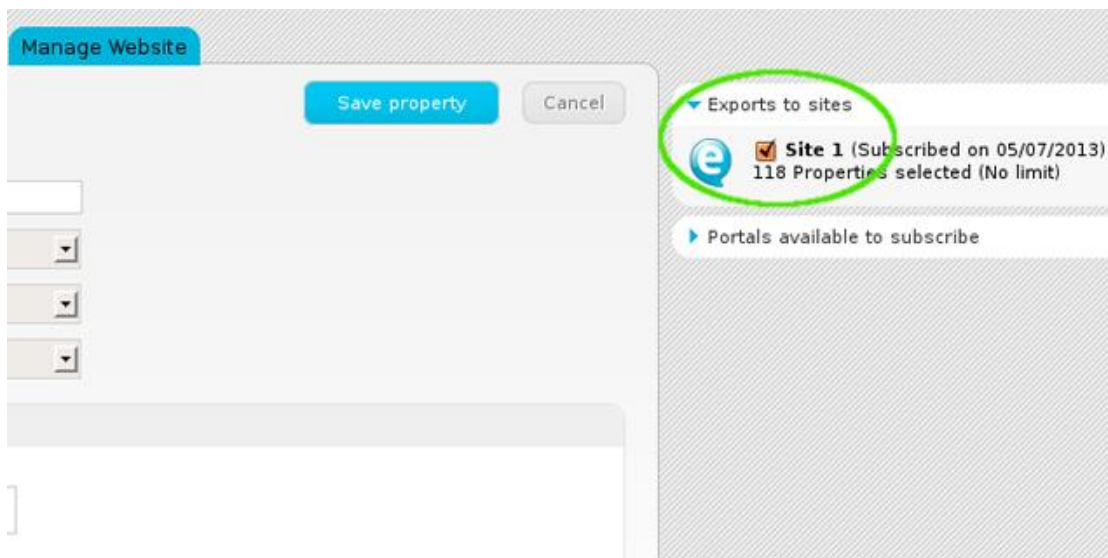 Manage Website
Save property
Cancel
Exports to sites
Site 1 (Subscribed on 05/07/2013)
118 Properties selected (No limit)
Portals available to subscribe